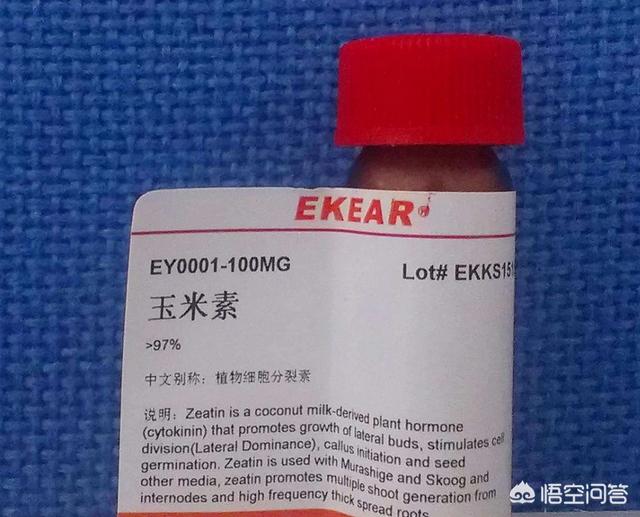 EKEAR
EY0001-100MG
Lot# EKKS151
玉米素
>97%
中文别称：植物细胞分裂素
说明：Zeatin is a coconut milk-derived plant hormone
(cytokinin) that promotes growth of lateral buds, stimulates cell
division(Lateral Dominance), callus initiation and seed
germination. Zeatin is used with Murashige and Skoog and
other media, zeatin promotes multiple shoot generation from
internodes and high frequency thick spread roots
悟空问答